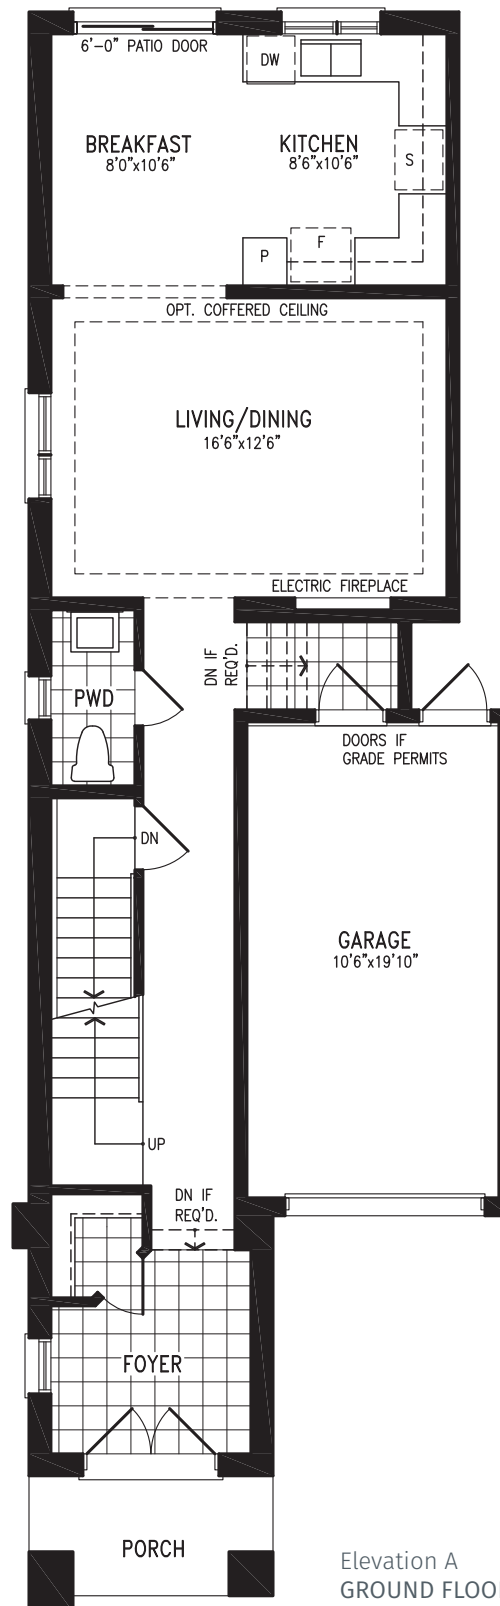 6'-0" PATIO DOOR
DW
BREAKFAST
8'0"x10'6"
KITCHEN
8'6"x10'6"
S
P
F
OPT. COFFERED CEILING
LIVING/DINING
16'6"x12'6"
ELECTRIC FIREPLACE
DN IF
REQ'D.
PWD
DOORS IF
GRADE PERMITS
DN
GARAGE
10'6"x19'10"
UP
DN IF
REQ'D.
FOYER
PORCH
Elevation A
GROUND FLOO